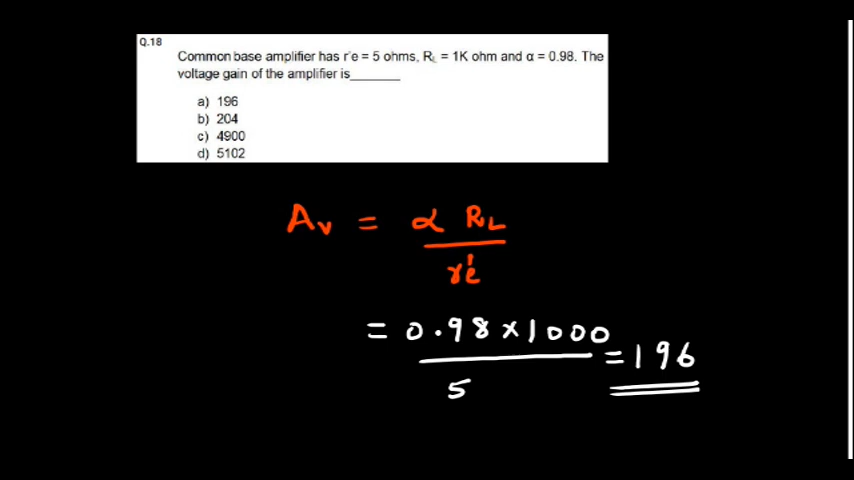 Q.18
Common base amplifier has r'e = 5 ohms, RL = 1K ohm and α = 0.98. The
voltage gain of the amplifier is_______
a) 196
b) 204
c) 4900
d) 5102
Av = α RL
r'e
= 0.98 × 1000
5
= 196